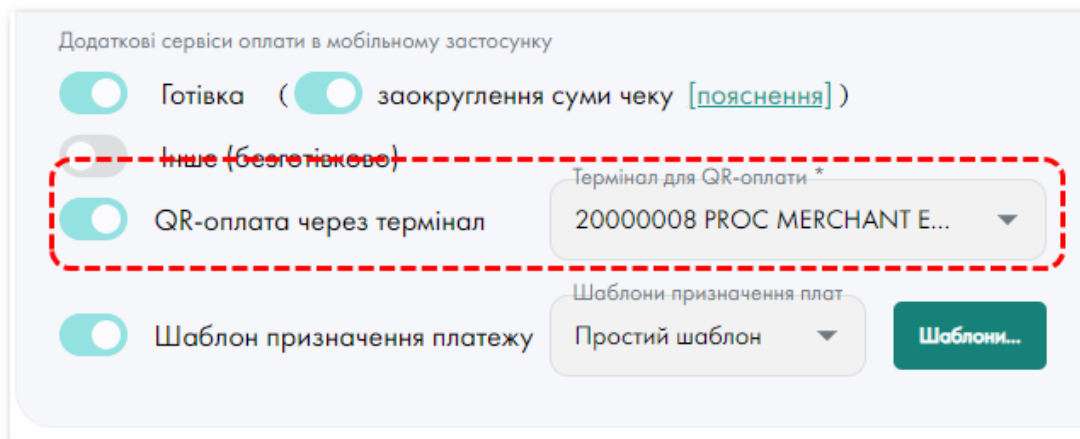 Додаткові сервіси оплати в мобільному застосунку
Готівка ( заокруглення суми чеку [пояснення] )
Інше (безготівково)
Термінал для QR-оплати *
QR-оплата через термінал 20000008 PROC MERCHANT E...
Шаблони призначення плат
Шаблон призначення платежу Простий шаблон Шаблони...